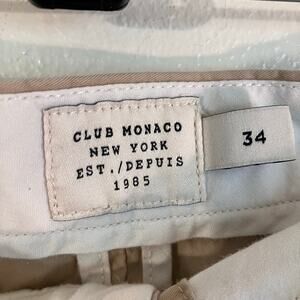 CLUB MONACO
NEW YORK
EST./DEPUIS
1985
34